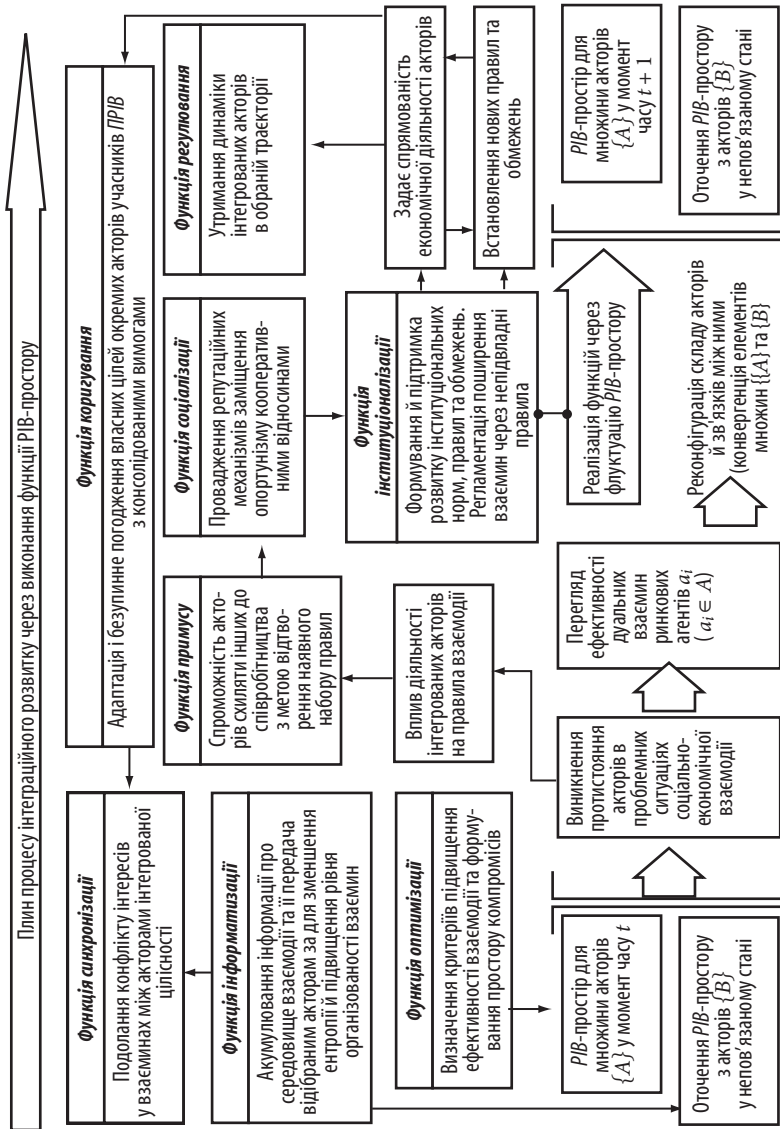 Плин процесу інтеграційного розвитку через виконання функції РІВ-простору
Функція коригування
Адаптація і безупинне погодження власних цілей окремих акторів учасників ПРІВ
з консолідованими вимогами
Функція синхронізації
Подолання конфлікту інтересів
у взаєминах між акторами інтегрованої
цілісності
Функція інформатизації
Акумулювання інформації про
середовище взаємодії та її передача
відібраним акторам за для зменшення
ентропії й підвищення рівня
організованості взаємин
Функція оптимізації
Визначення критеріїв підвищення
ефективності взаємодії та форму-
вання простору компромісів
Функція примусу
Спроможність акто-
рів схиляти інших до
співробітництва
з метою відтво-
рення наявного
набору правил
Вплив діяльності
інтегрованих акторів
на правила взаємодії
Функція соціалізації
Провадження репутаційних
механізмів заміщення
опортунізму кооператив-
ними відносинами
Функція
інституціоналізації
Формування й підтримка
розвитку інституціональних
норм, правил та обмежень.
Регламентація поширення
взаємин через непідвладні
правила
Функція регулювання
Утримання динаміки
інтегрованих акторів
в обраній траєкторії
Задає спрямованість
економічної діяльності акторів
Встановлення нових правил та
обмежень
РІВ-простір для
множини акторів
{A} у момент часу t
Оточення РІВ-простору
з акторів {B}
у непов'язаному стані
Виникнення
протистояння
акторів в
проблемних
ситуаціях
соціально-
економічної
взаємодії
Перегляд
ефективності
дуальних
взаємин
ринкових
агентів aᵢ
( aᵢ ∈ A)
Реалізація функцій через
флуктуацію РІВ-простору
Реконфігурація складу акторів
й зв'язків між ними
(конвергенція елементів
множин {{A} та {B}
РІВ-простір для
множини акторів
{A} у момент
часу t + 1
Оточення РІВ-простору
з акторів {B}
у непов'язаному стані